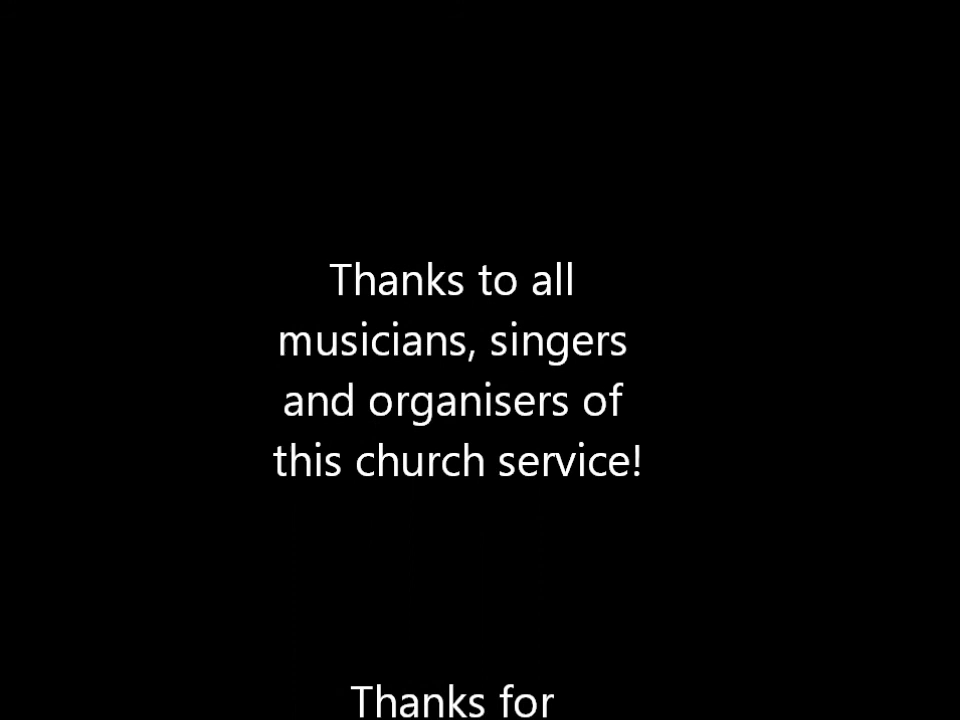 Thanks to all
musicians, singers
and organisers of
this church service!
Thanks for